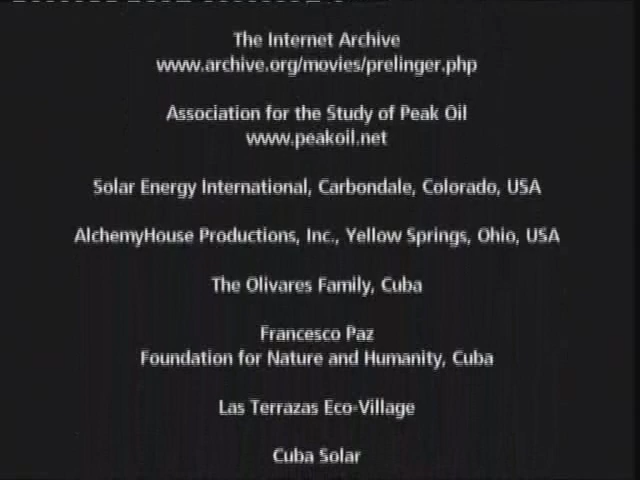 The Internet Archive
www.archive.org/movies/prelinger.php
Association for the Study of Peak Oil
www.peakoil.net
Solar Energy International, Carbondale, Colorado, USA
AlchemyHouse Productions, Inc., Yellow Springs, Ohio, USA
The Olivares Family, Cuba
Francesco Paz
Foundation for Nature and Humanity, Cuba
Las Terrazas Eco-Village
Cuba Solar